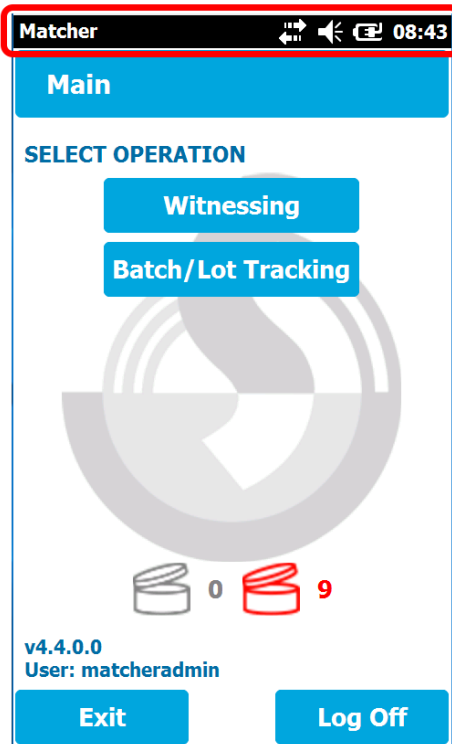 Matcher 08:43
Main
SELECT OPERATION
Witnessing
Batch/Lot Tracking
0 9
v4.4.0.0
User: matcheradmin
Exit Log Off